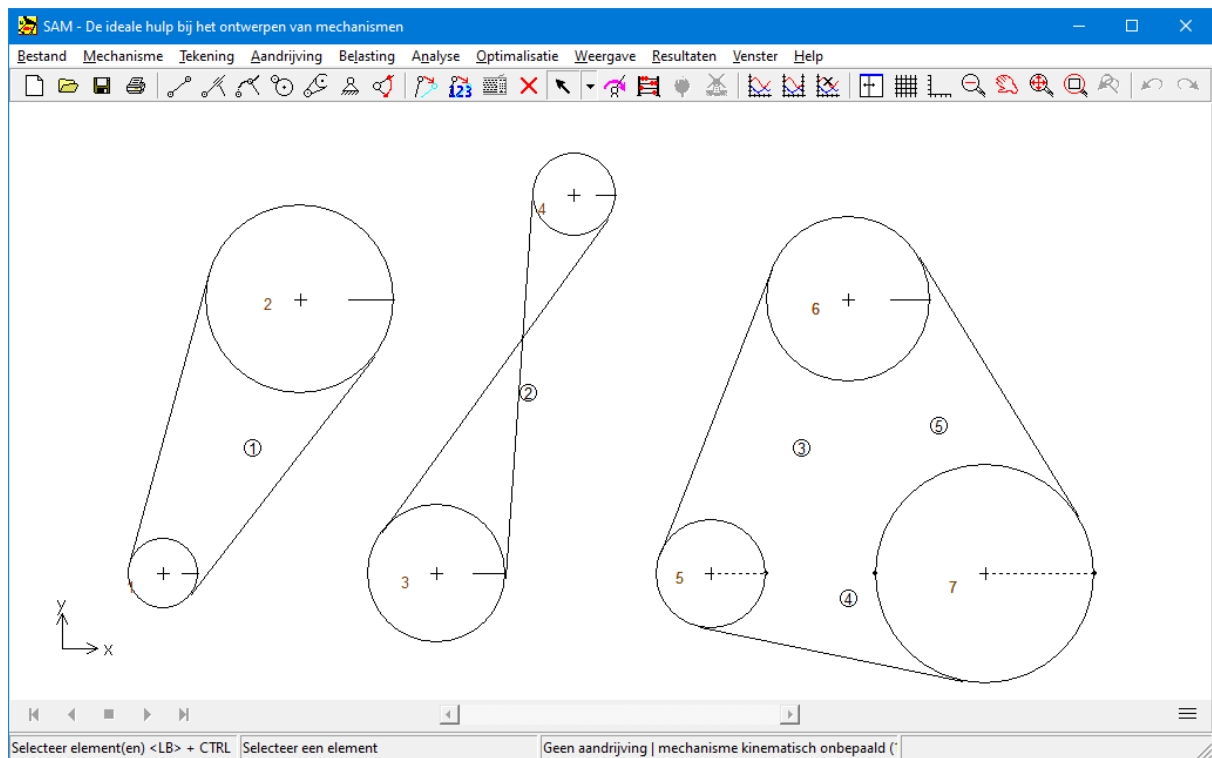 SAM - De ideale hulp bij het ontwerpen van mechanismen
Bestand Mechanisme Tekening Aandrijving Belasting Analyse Optimalisatie Weergave Resultaten Venster Help
123
4
2
6
1
2
5
3
1
3
5
7
4
y
x
Selecteer element(en) <LB> + CTRL Selecteer een element Geen aandrijving | mechanisme kinematisch onbepaald ('